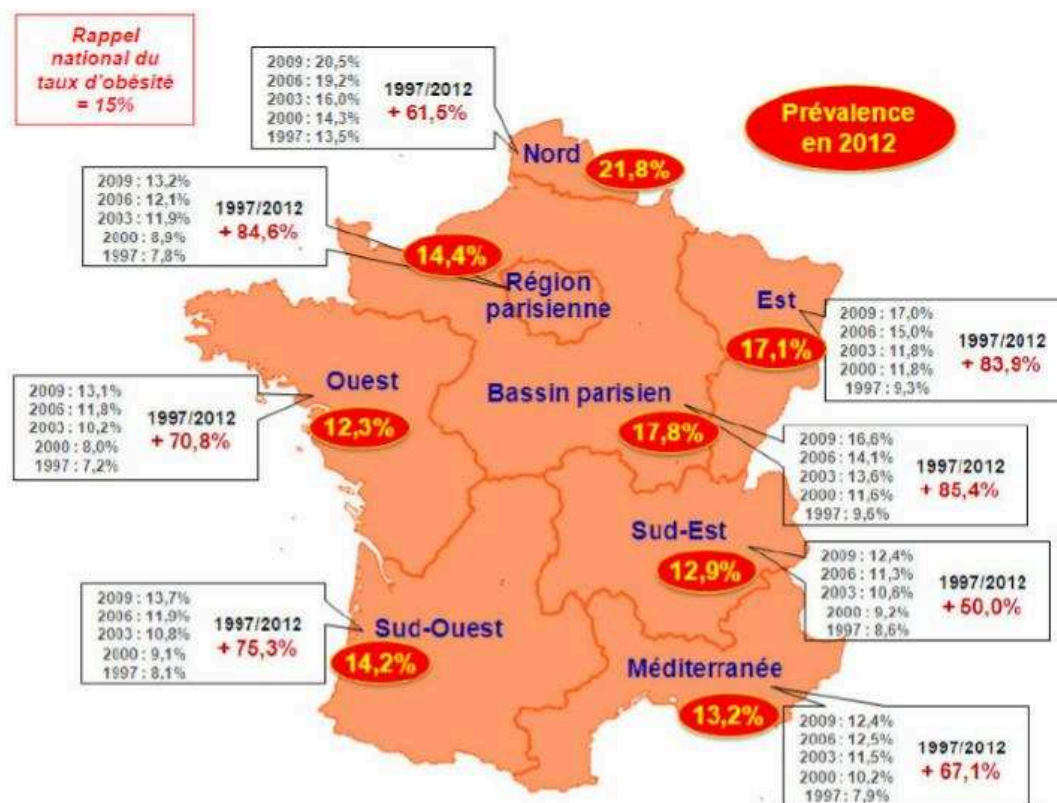 Rappel
national du
taux d'obésité
= 15%
2009 : 20,5%
2006 : 19,2%
2003 : 16,0%
2000 : 14,3%
1997 : 13,5%
1997/2012
+ 61,5%
Prévalence
en 2012
Nord
21,8%
2009 : 13,2%
2006 : 12,1%
2003 : 11,9%
2000 : 8,9%
1997 : 7,8%
1997/2012
+ 84,6%
14,4%
Région
parisienne
Est
17,1%
2009 : 17,0%
2006 : 15,0%
2003 : 11,8%
2000 : 11,8%
1997 : 9,3%
1997/2012
+ 83,9%
2009 : 13,1%
2006 : 11,8%
2003 : 10,2%
2000 : 8,0%
1997 : 7,2%
1997/2012
+ 70,8%
Ouest
12,3%
Bassin parisien
17,8%
2009 : 16,6%
2006 : 14,1%
2003 : 13,6%
2000 : 11,6%
1997 : 9,6%
1997/2012
+ 85,4%
Sud-Est
12,9%
2009 : 12,4%
2006 : 11,3%
2003 : 10,6%
2000 : 9,2%
1997 : 8,6%
1997/2012
+ 50,0%
2009 : 13,7%
2006 : 11,9%
2003 : 10,8%
2000 : 9,1%
1997 : 8,1%
1997/2012
+ 75,3%
Sud-Ouest
14,2%
Méditerranée
13,2%
2009 : 12,4%
2006 : 12,5%
2003 : 11,5%
2000 : 10,2%
1997 : 7,9%
1997/2012
+ 67,1%